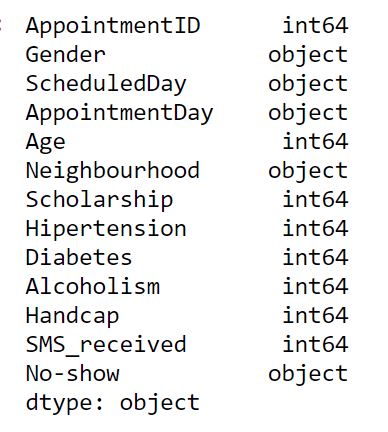 AppointmentID int64
Gender object
ScheduledDay object
AppointmentDay object
Age int64
Neighbourhood object
Scholarship int64
Hipertension int64
Diabetes int64
Alcoholism int64
Handcap int64
SMS_received int64
No-show object
dtype: object